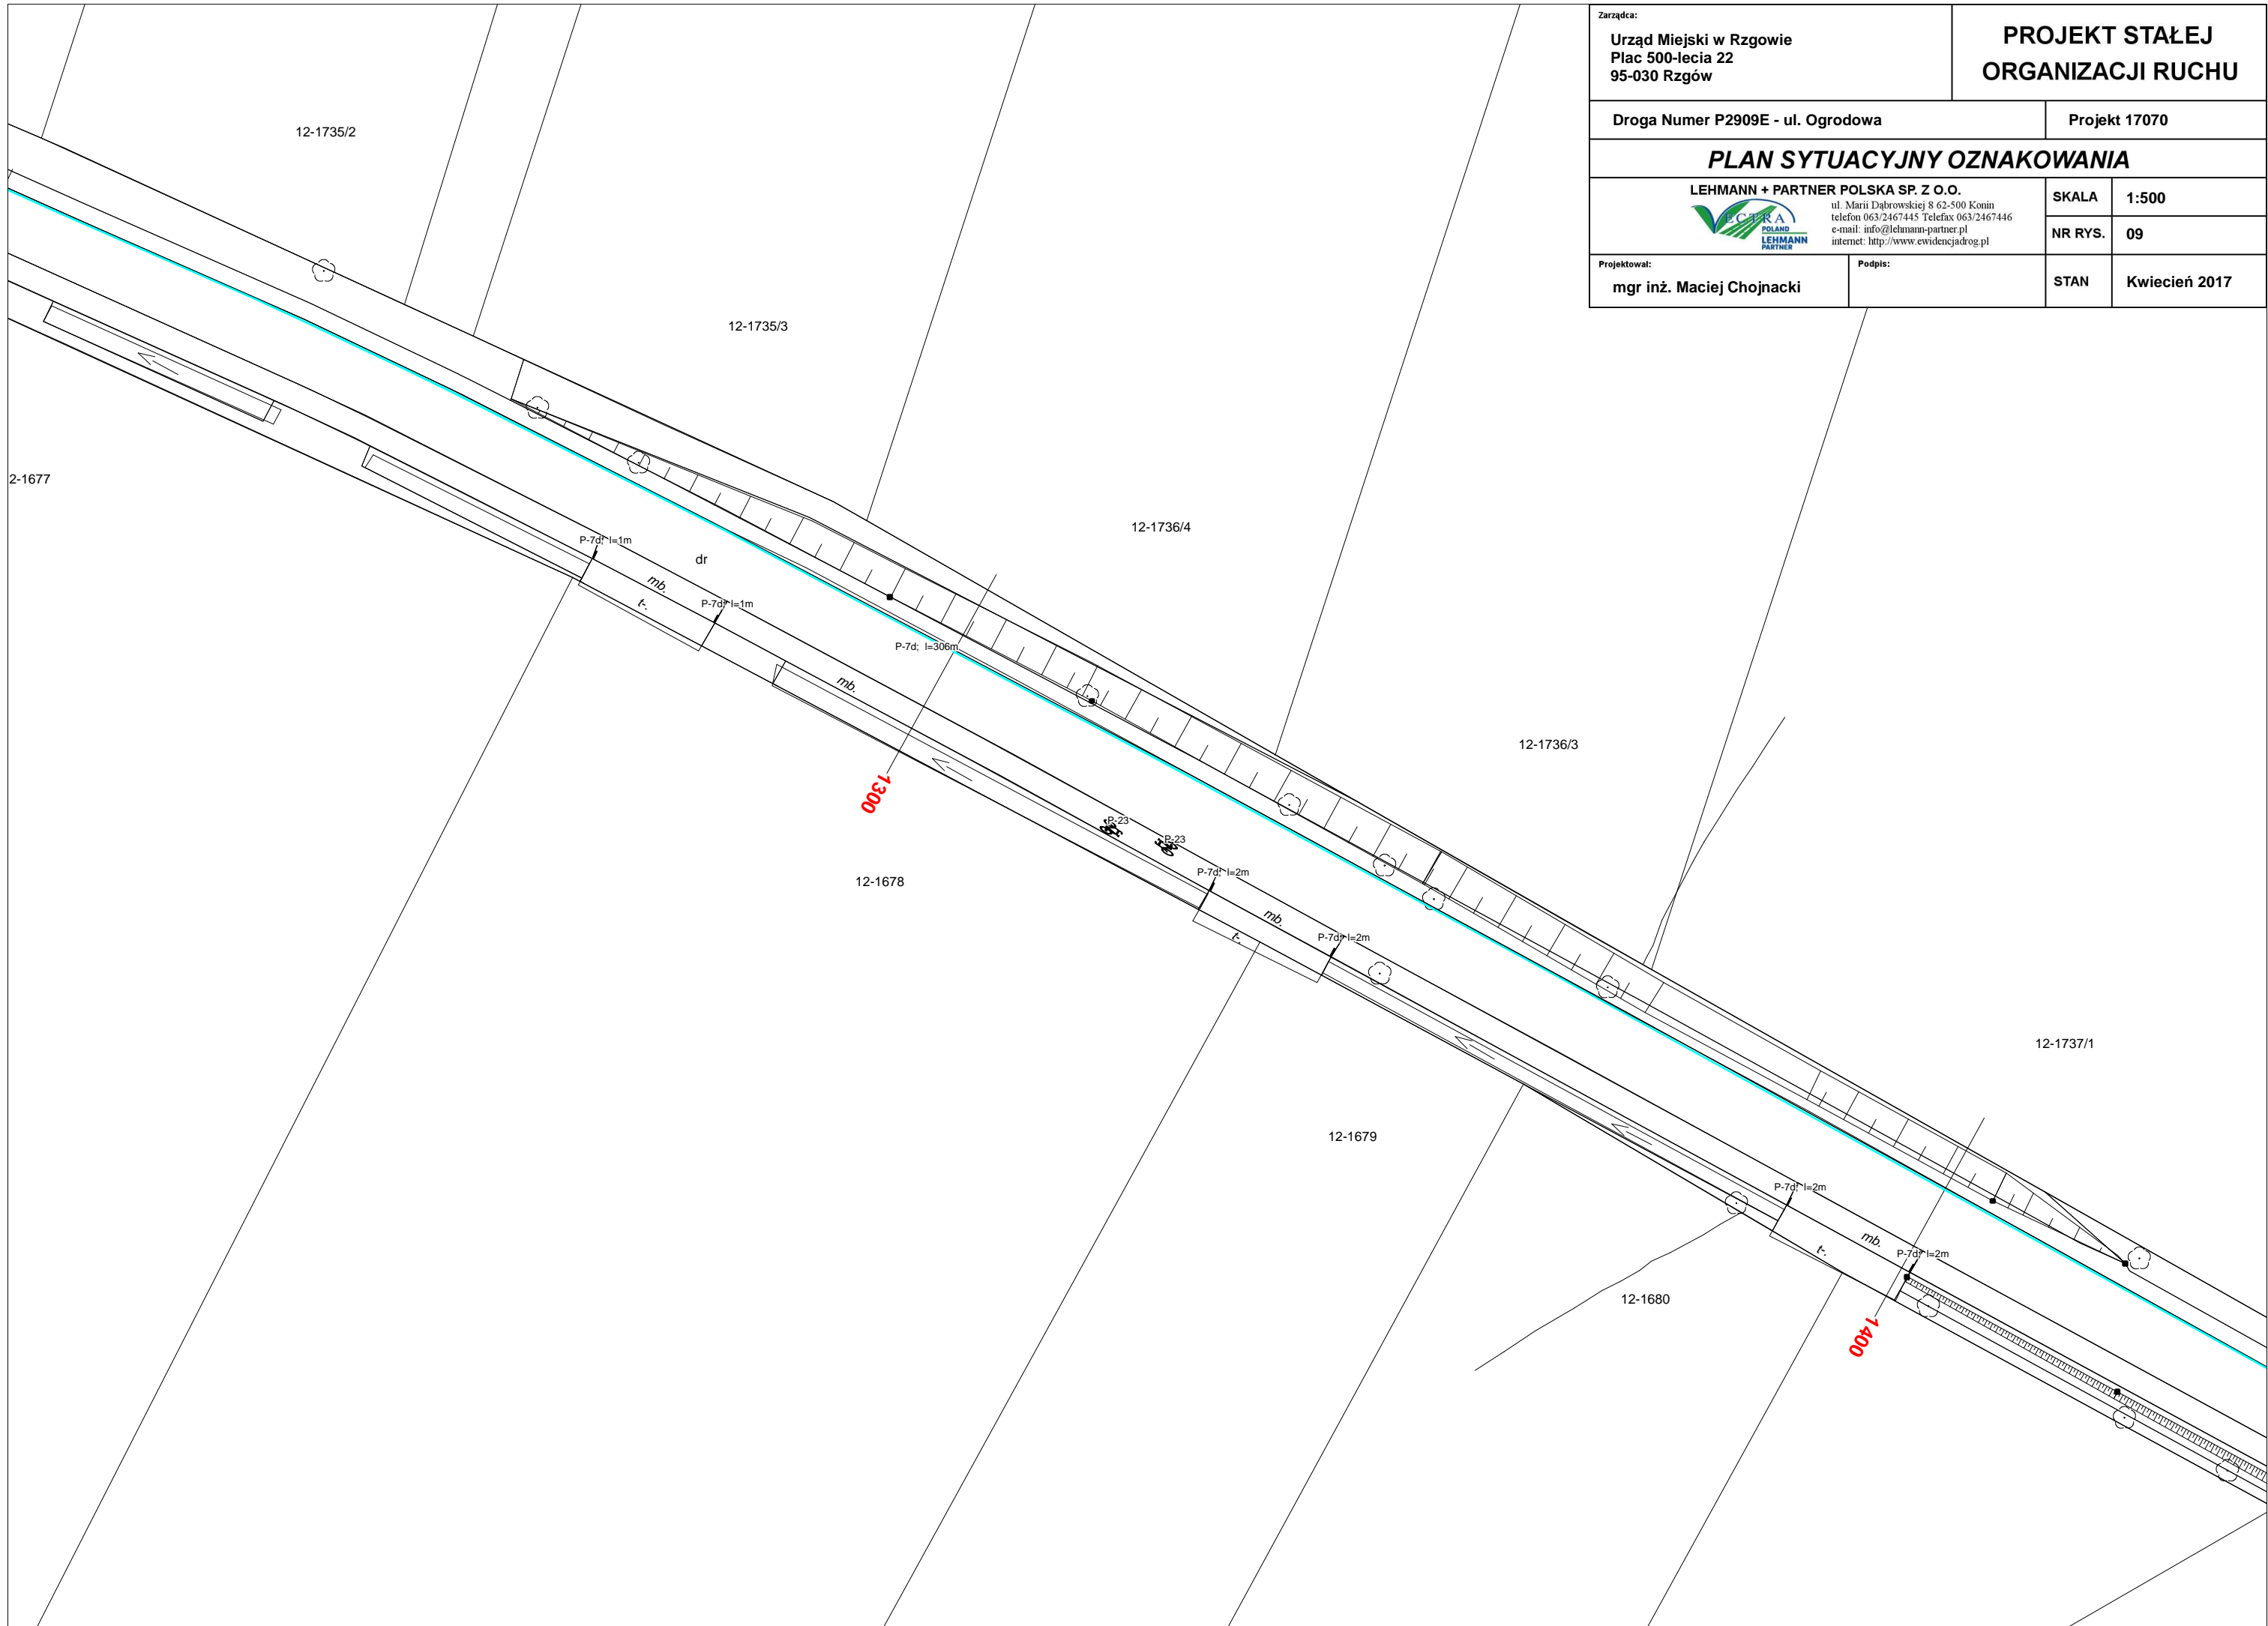 Zarządca:
Urząd Miejski w Rzgowie
Plac 500-lecia 22
95-030 Rzgów
PROJEKT STAŁEJ
ORGANIZACJI RUCHU
Droga Numer P2909E - ul. Ogrodowa
Projekt 17070
PLAN SYTUACYJNY OZNAKOWANIA
LEHMANN + PARTNER POLSKA SP. Z O.O.
VECTRA
POLAND
LEHMANN
PARTNER
ul. Marii Dąbrowskiej 8 62-500 Konin
telefon 063/2467445 Telefax 063/2467446
e-mail: info@lehmann-partner.pl
internet: http://www.ewidencjadrog.pl
SKALA
1:500
NR RYS.
09
Projektował:
mgr inż. Maciej Chojnacki
Podpis:
STAN
Kwiecień 2017
12-1735/2
12-1735/3
2-1677
12-1736/4
P-7d; l=1m
dr
mb.
t-.
P-7d; l=1m
P-7d; l=306m
mb.
12-1736/3
1300
P-23
P-23
P-7d; l=2m
12-1678
mb.
t-.
P-7d; l=2m
12-1737/1
12-1679
P-7d; l=2m
mb.
t-.
P-7d; l=2m
12-1680
1400